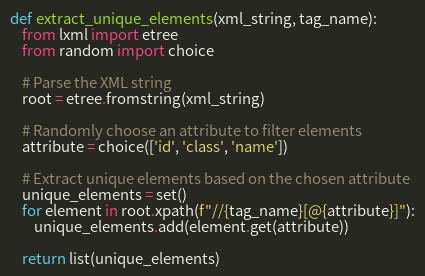 def extract_unique_elements(xml_string, tag_name):
    from lxml import etree
    from random import choice

    # Parse the XML string
    root = etree.fromstring(xml_string)

    # Randomly choose an attribute to filter elements
    attribute = choice(['id', 'class', 'name'])

    # Extract unique elements based on the chosen attribute
    unique_elements = set()
    for element in root.xpath(f"//{tag_name}[@{attribute}]"):
        unique_elements.add(element.get(attribute))

    return list(unique_elements)